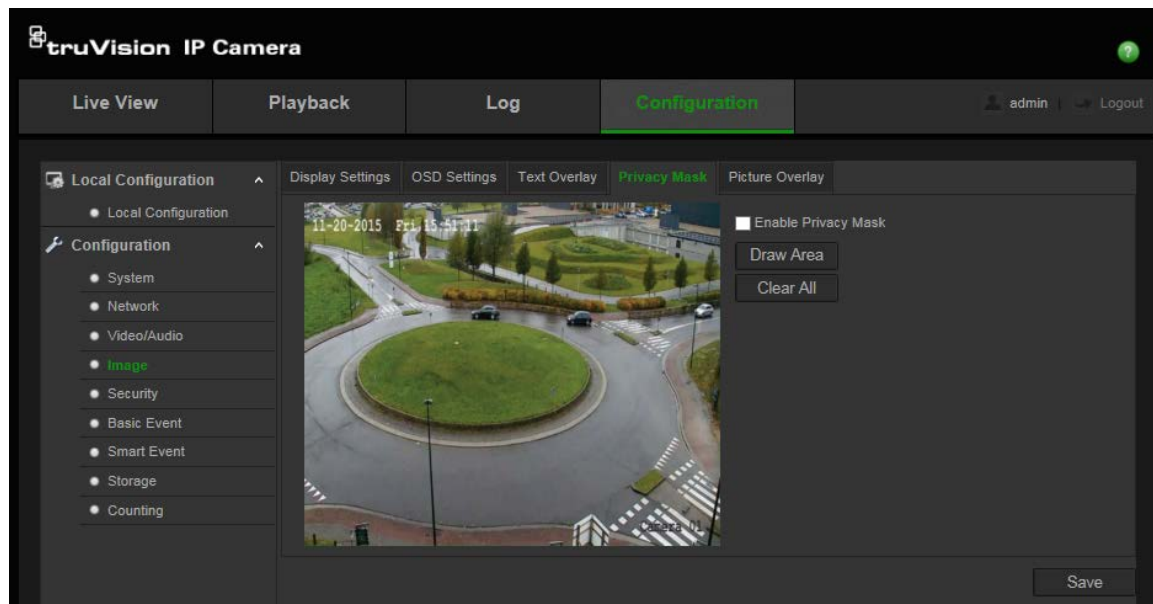 truVision IP Camera
?
Live View Playback Log Configuration admin | Logout
Local Configuration
Local Configuration
Configuration
System
Network
Video/Audio
Image
Security
Basic Event
Smart Event
Storage
Counting
Display Settings OSD Settings Text Overlay Privacy Mask Picture Overlay
11-20-2015 Fri 15:51:11
Camera 01
Enable Privacy Mask
Draw Area
Clear All
Save